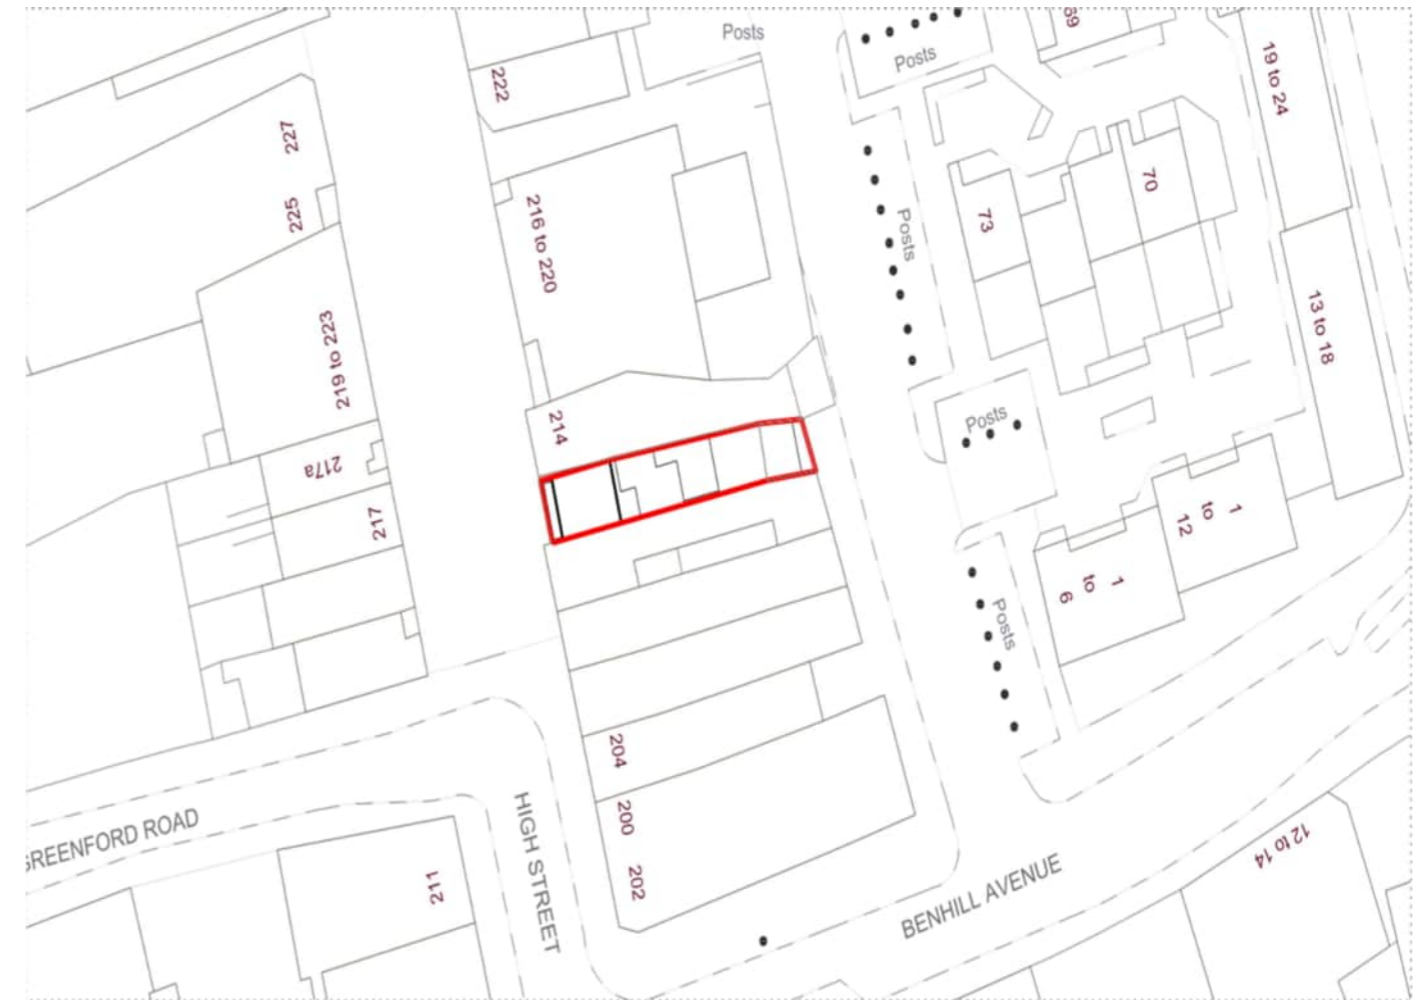 Posts
69
Posts
222
19 to 24
227
225
216 to 220
Posts
73
70
219 to 223
13 to 18
214
Posts
217a
217
1
to
12
1
to
6
Posts
204
200
202
GREENFORD ROAD
HIGH STREET
211
BENHILL AVENUE
12 to 14